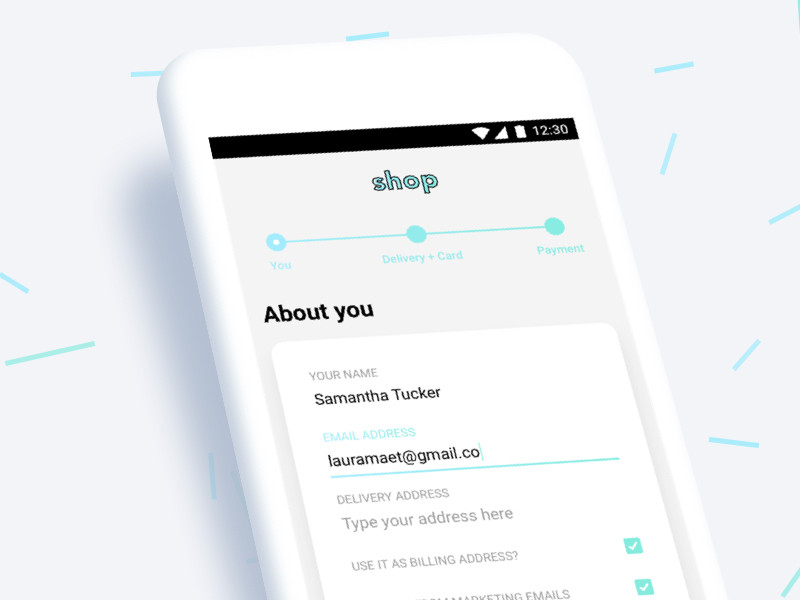 12:30
shop
You Delivery + Card Payment
About you
YOUR NAME
Samantha Tucker
EMAIL ADDRESS
lauramaet@gmail.co
DELIVERY ADDRESS
Type your address here
USE IT AS BILLING ADDRESS?
MARKETING EMAILS